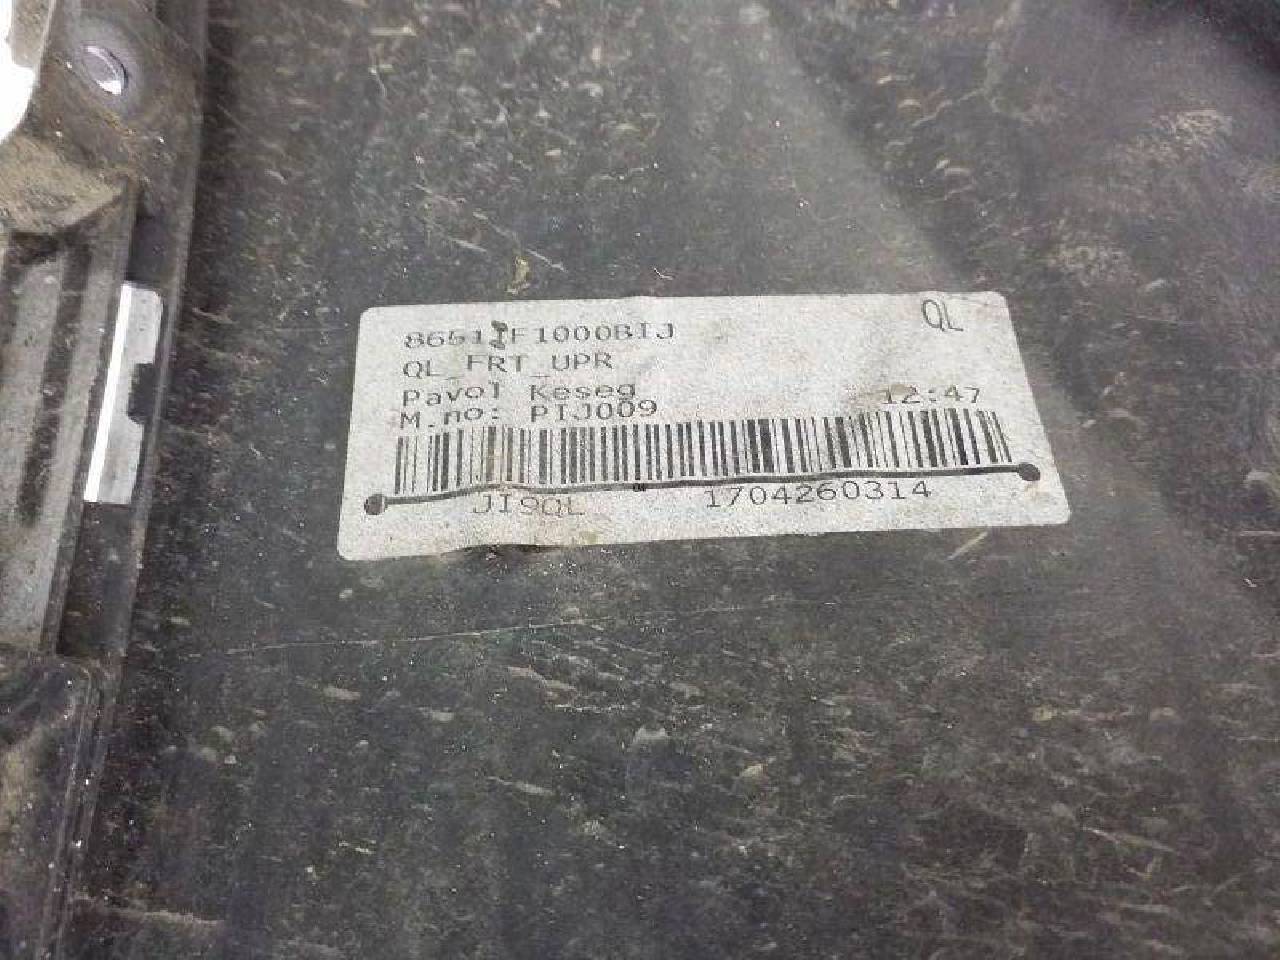 86511F1000BIJ
QL
QL_FRT_UPR
Pavol Keseg
12:47
M.no: PIJ009
JI9QL 1704260314